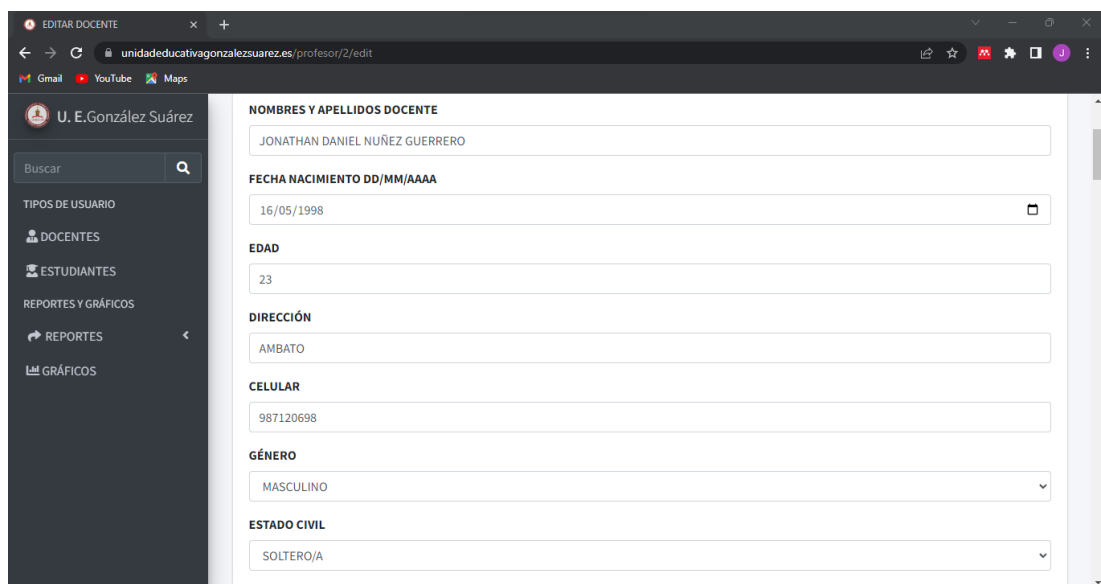 EDITAR DOCENTE
unidadeducativagonzalezsuarez.es/profesor/2/edit
J
Gmail YouTube Maps
U. E.González Suárez
Buscar
TIPOS DE USUARIO
DOCENTES
ESTUDIANTES
REPORTES Y GRÁFICOS
REPORTES
GRÁFICOS
NOMBRES Y APELLIDOS DOCENTE
JONATHAN DANIEL NUÑEZ GUERRERO
FECHA NACIMIENTO DD/MM/AAAA
16/05/1998
EDAD
23
DIRECCIÓN
AMBATO
CELULAR
987120698
GÉNERO
MASCULINO
ESTADO CIVIL
SOLTERO/A